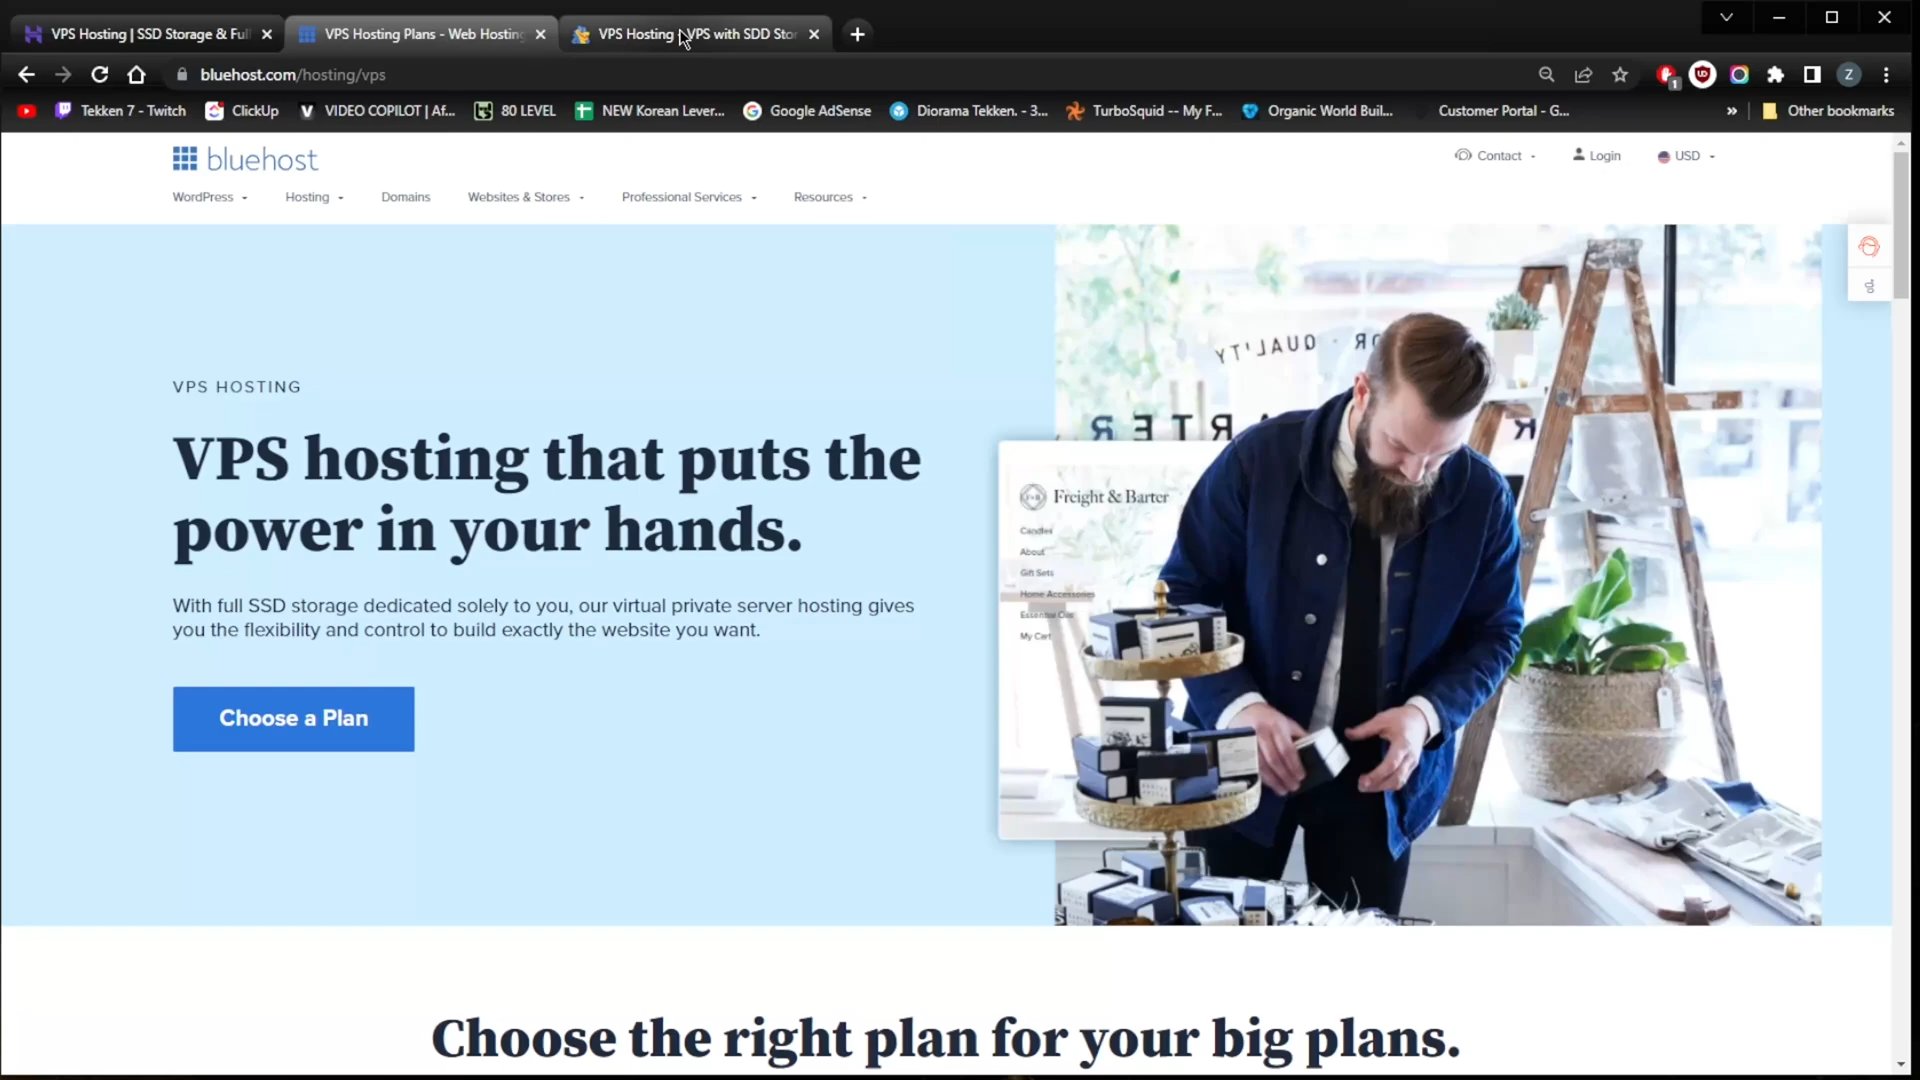 VPS Hosting | SSD Storage & Ful
VPS Hosting Plans - Web Hosting
VPS Hosting VPS with SDD Stor
bluehost.com/hosting/vps
1
Z
Tekken 7 - Twitch
ClickUp
VIDEO COPILOT | Af...
80 LEVEL
NEW Korean Lever...
Google AdSense
Diorama Tekken. - 3...
TurboSquid -- My F...
Organic World Buil...
Customer Portal - G...
»
Other bookmarks
bluehost
Contact
Login
USD
WordPress
Hosting
Domains
Websites & Stores
Professional Services
Resources
VPS HOSTING
VPS hosting that puts the
power in your hands.
With full SSD storage dedicated solely to you, our virtual private server hosting gives
you the flexibility and control to build exactly the website you want.
Choose a Plan
Freight & Barter
Candles
About
Gift Sets
Home Accessories
Essential Oils
My Cart
Choose the right plan for your big plans.